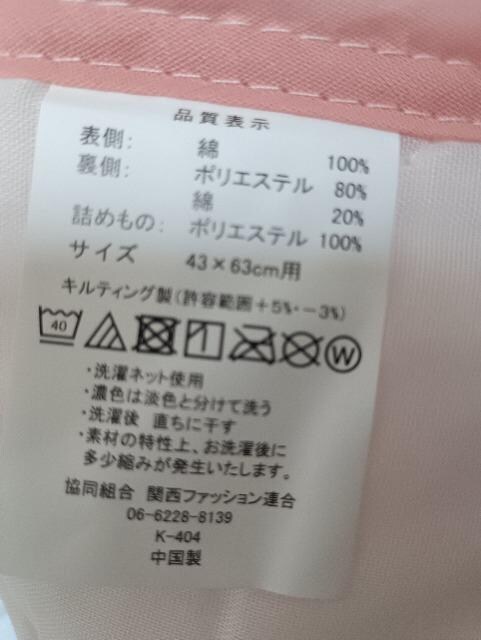 品質表示
表側: 綿 100%
裏側: ポリエステル 80%
綿 20%
詰めもの: ポリエステル 100%
サイズ 43×63cm用
キルティング製(許容範囲+5%・-3%)
40 W
・洗濯ネット使用
・濃色は淡色と分けて洗う
・洗濯後 直ちに干す
・素材の特性上、お洗濯後に
多少縮みが発生いたします。
協同組合 関西ファッション連合
06-6228-8139
K-404
中国製